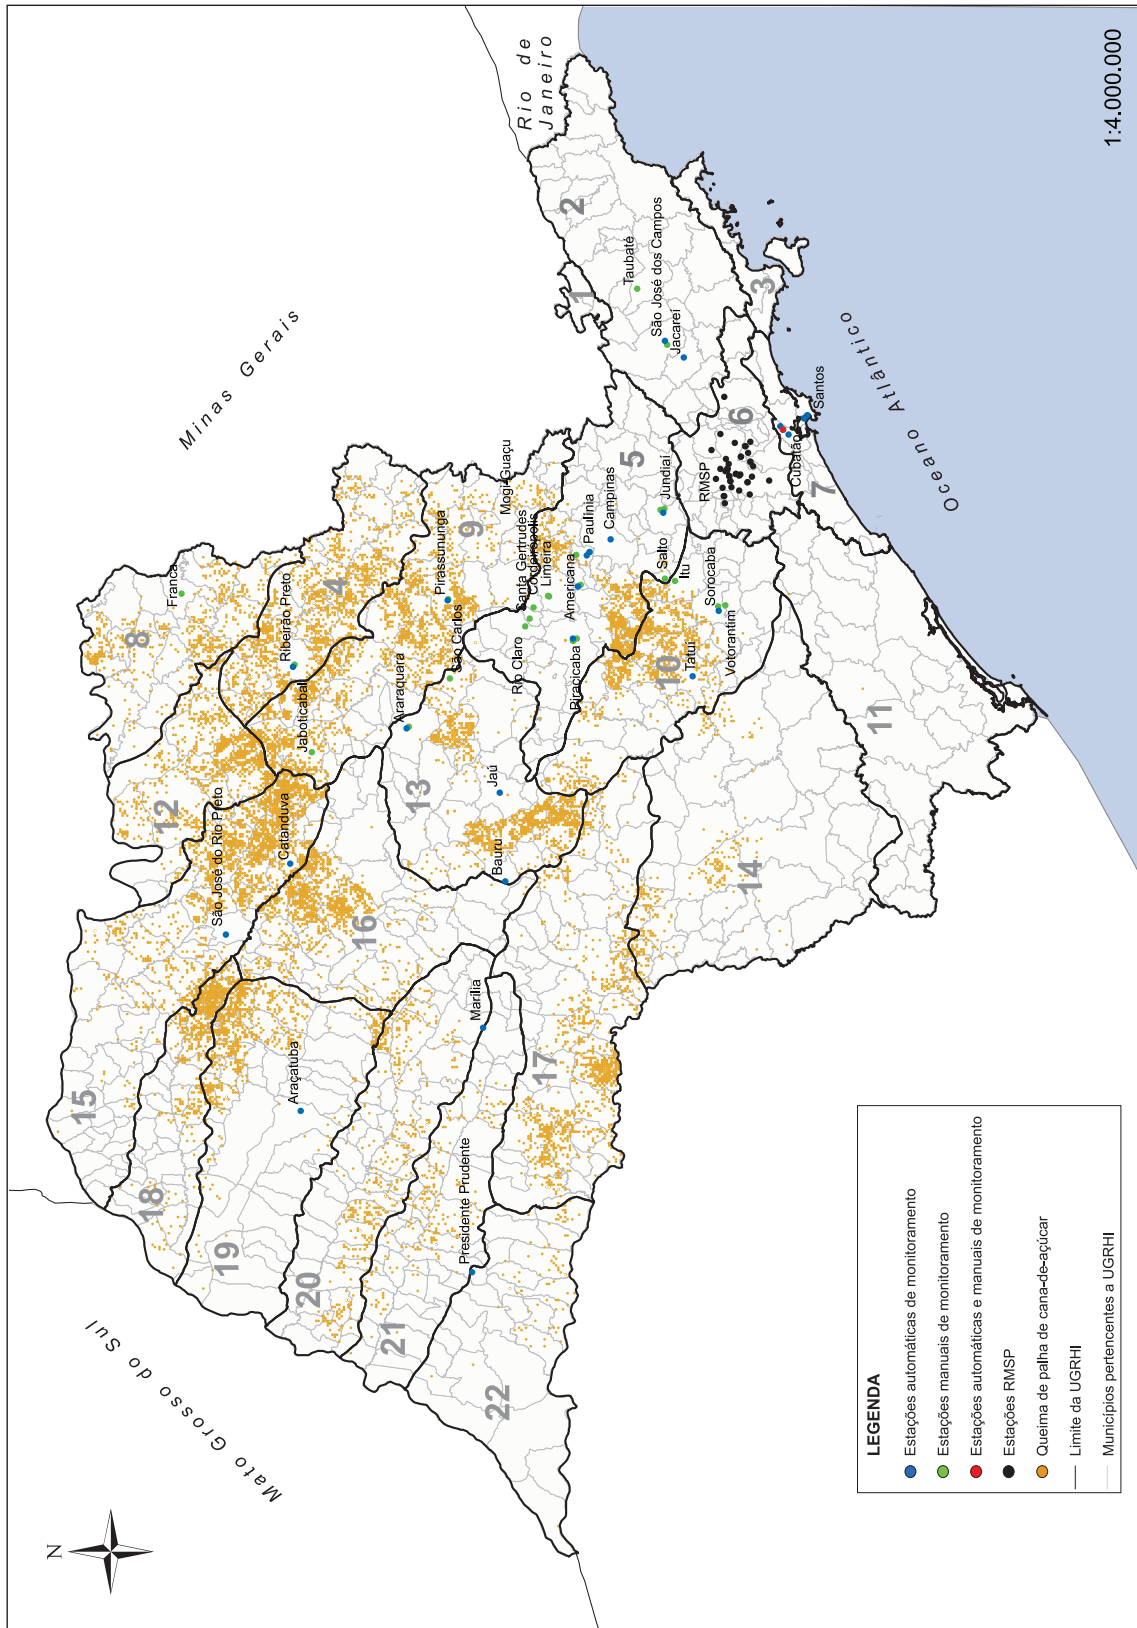 N
Mato Grosso do Sul
Minas Gerais
Rio de
Janeiro
Oceano Atlântico
15
18
19
20
21
22
12
8
4
9
16
13
17
14
10
5
11
1
2
3
6
7
Franca
Ribeirão Preto
Jaboticabal
São José do Rio Preto
Catanduva
Araçatuba
Araraquara
Pirassununga
São Carlos
Mogi-Guaçu
Santa Gertrudes
Cordeirópolis
Limeira
Rio Claro
Jaú
Bauru
Marília
Presidente Prudente
Americana
Paulínia
Campinas
Piracicaba
Jundiaí
Salto
Itu
Sorocaba
Votorantim
Tatuí
RMSP
Taubaté
São José dos Campos
Jacareí
Cubatão
Santos
LEGENDA
Estações automáticas de monitoramento
Estações manuais de monitoramento
Estações automáticas e manuais de monitoramento
Estações RMSP
Queima de palha de cana-de-açúcar
Limite da UGRHI
Municípios pertencentes a UGRHI
1:4.000.000